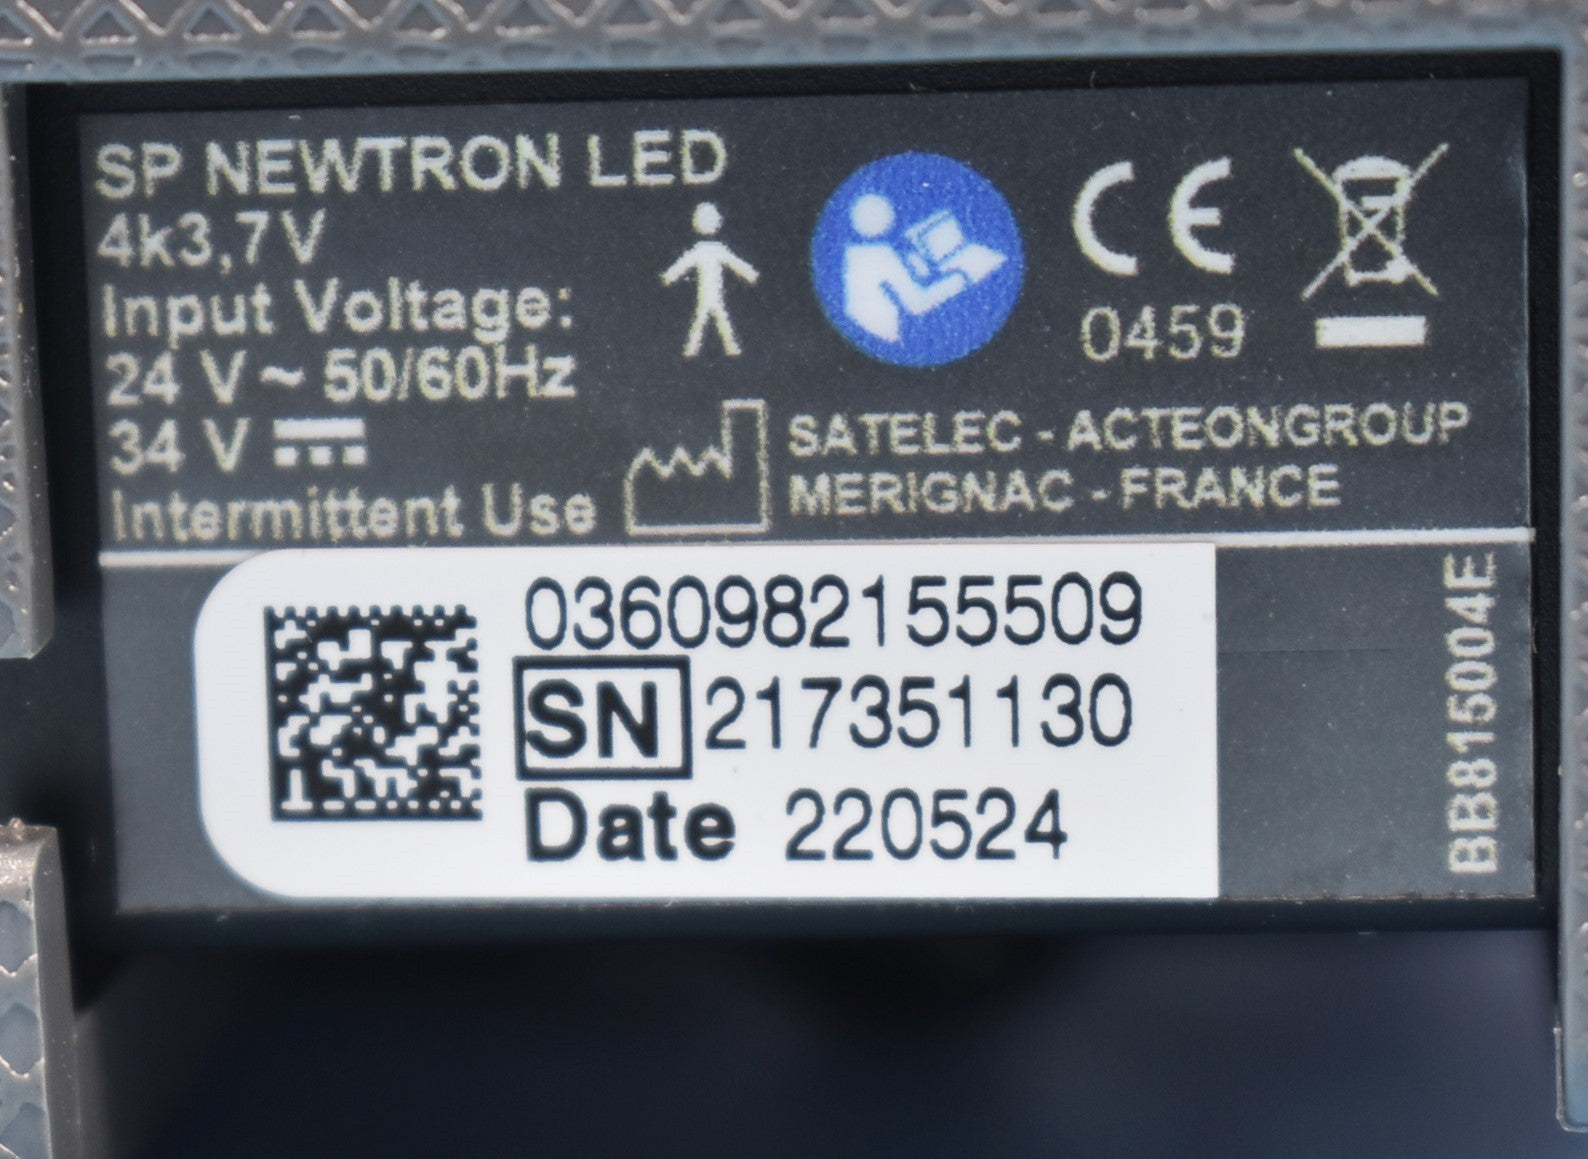 SP NEWTRON LED
4k3,7V
Input Voltage:
24 V ~ 50/60Hz
34 V
Intermittent Use
CE
0459
SATELEC - ACTEONGROUP
MERIGNAC - FRANCE
0360982155509
SN 217351130
Date 220524
BB815004E